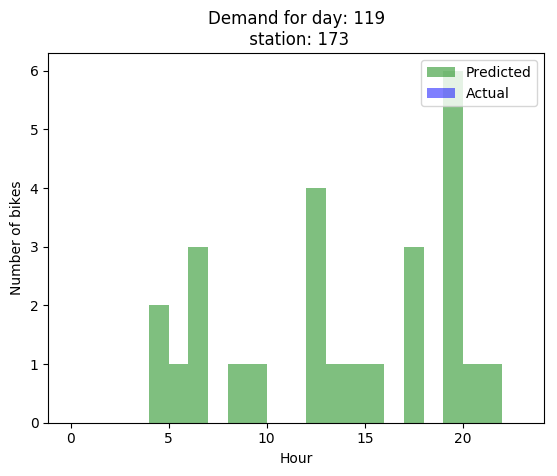 Demand for day: 119
station: 173
Predicted
Actual
Number of bikes
6
5
4
3
2
1
0
0 5 10 15 20
Hour